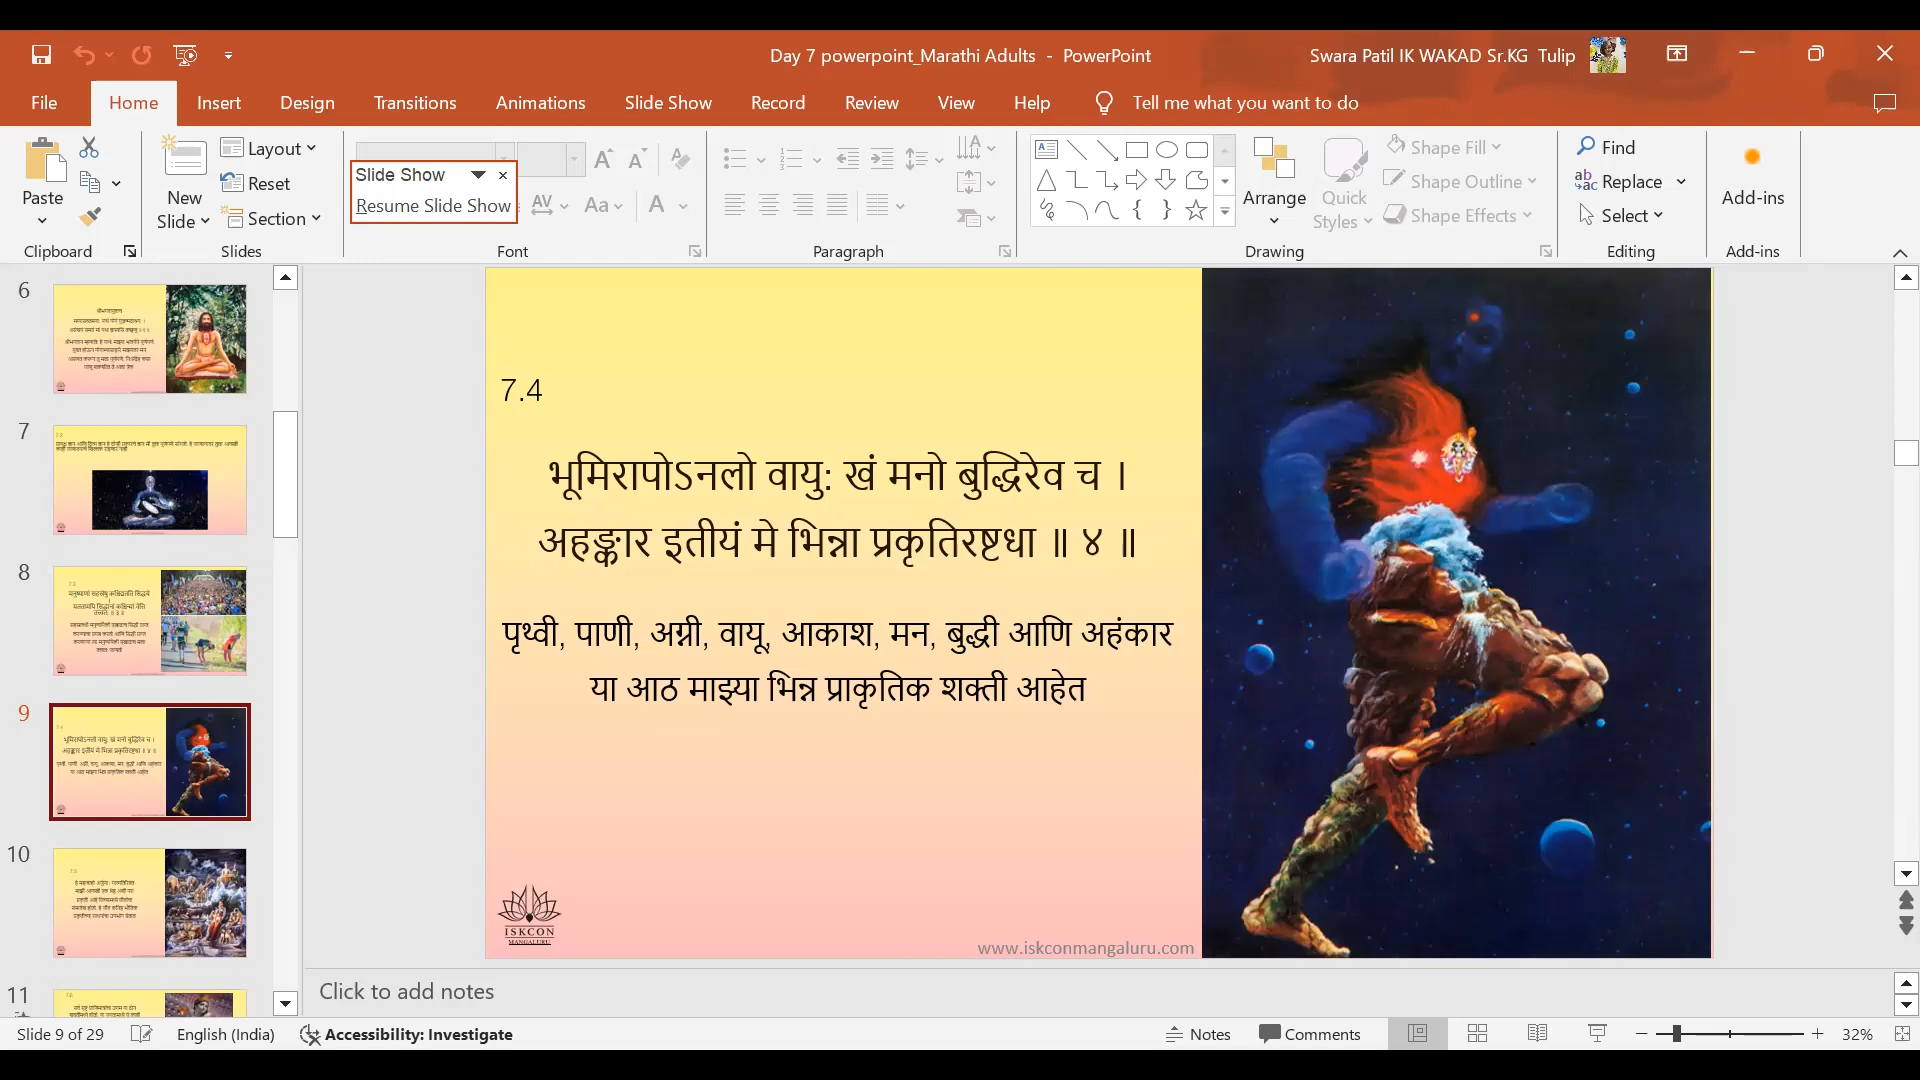 Day 7 powerpoint_Marathi Adults - PowerPoint
Swara Patil IK WAKAD Sr.KG Tulip
File Home Insert Design Transitions Animations Slide Show Record Review View Help Tell me what you want to do
Paste
Clipboard
New Slide
Layout
Reset
Section
Slides
Slide Show
Resume Slide Show
Font
Paragraph
Arrange
Quick Styles
Shape Fill
Shape Outline
Shape Effects
Drawing
Find
Replace
Select
Editing
Add-ins
Add-ins
6
7
8
9
10
11
7.4
भूमिरापोऽनलो वायुः खं मनो बुद्धिरेव च ।
अहङ्कार इतीयं मे भिन्ना प्रकृतिरष्टधा ॥ ४ ॥
पृथ्वी, पाणी, अग्नी, वायू, आकाश, मन, बुद्धी आणि अहंकार
या आठ माझ्या भिन्न प्राकृतिक शक्ती आहेत
ISKCON
MANGALURU
www.iskconmangaluru.com
Click to add notes
Slide 9 of 29 English (India) Accessibility: Investigate Notes Comments 32%